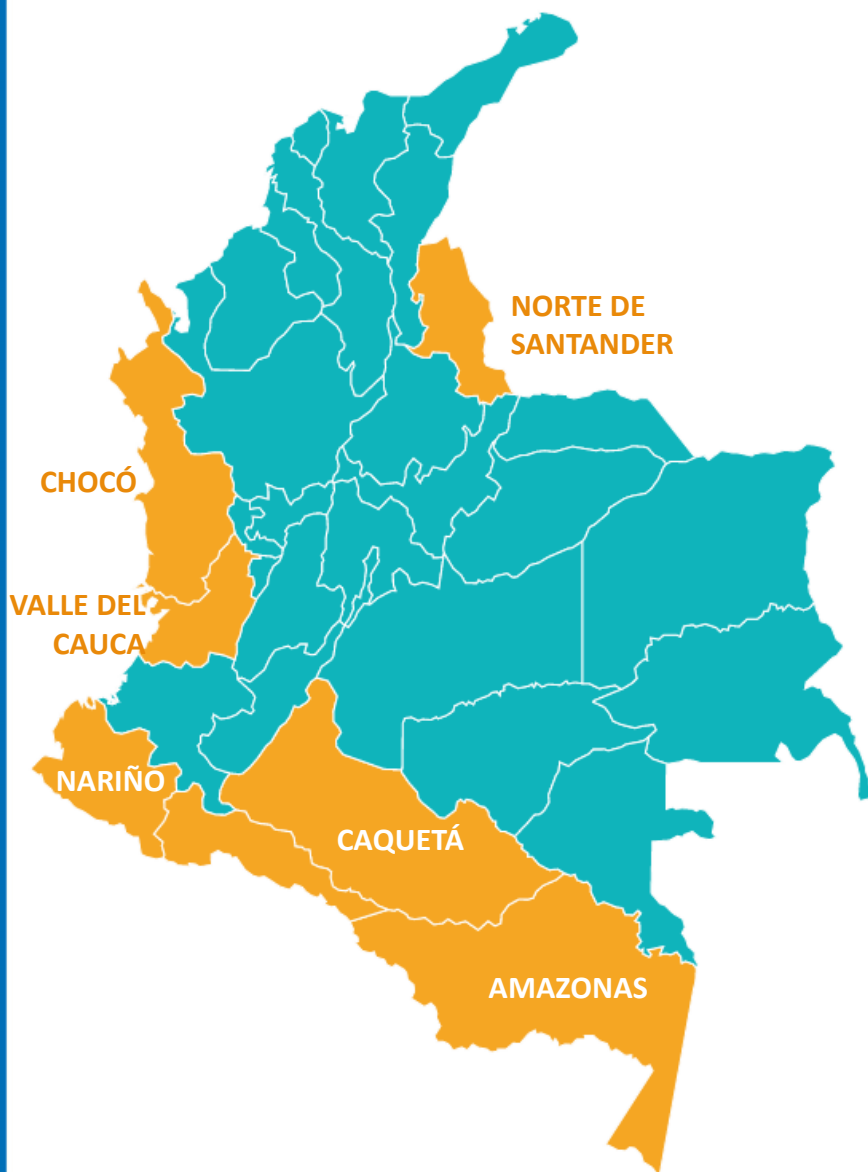 NORTE DE
SANTANDER
CHOCÓ
VALLE DEL
CAUCA
NARIÑO
CAQUETÁ
AMAZONAS